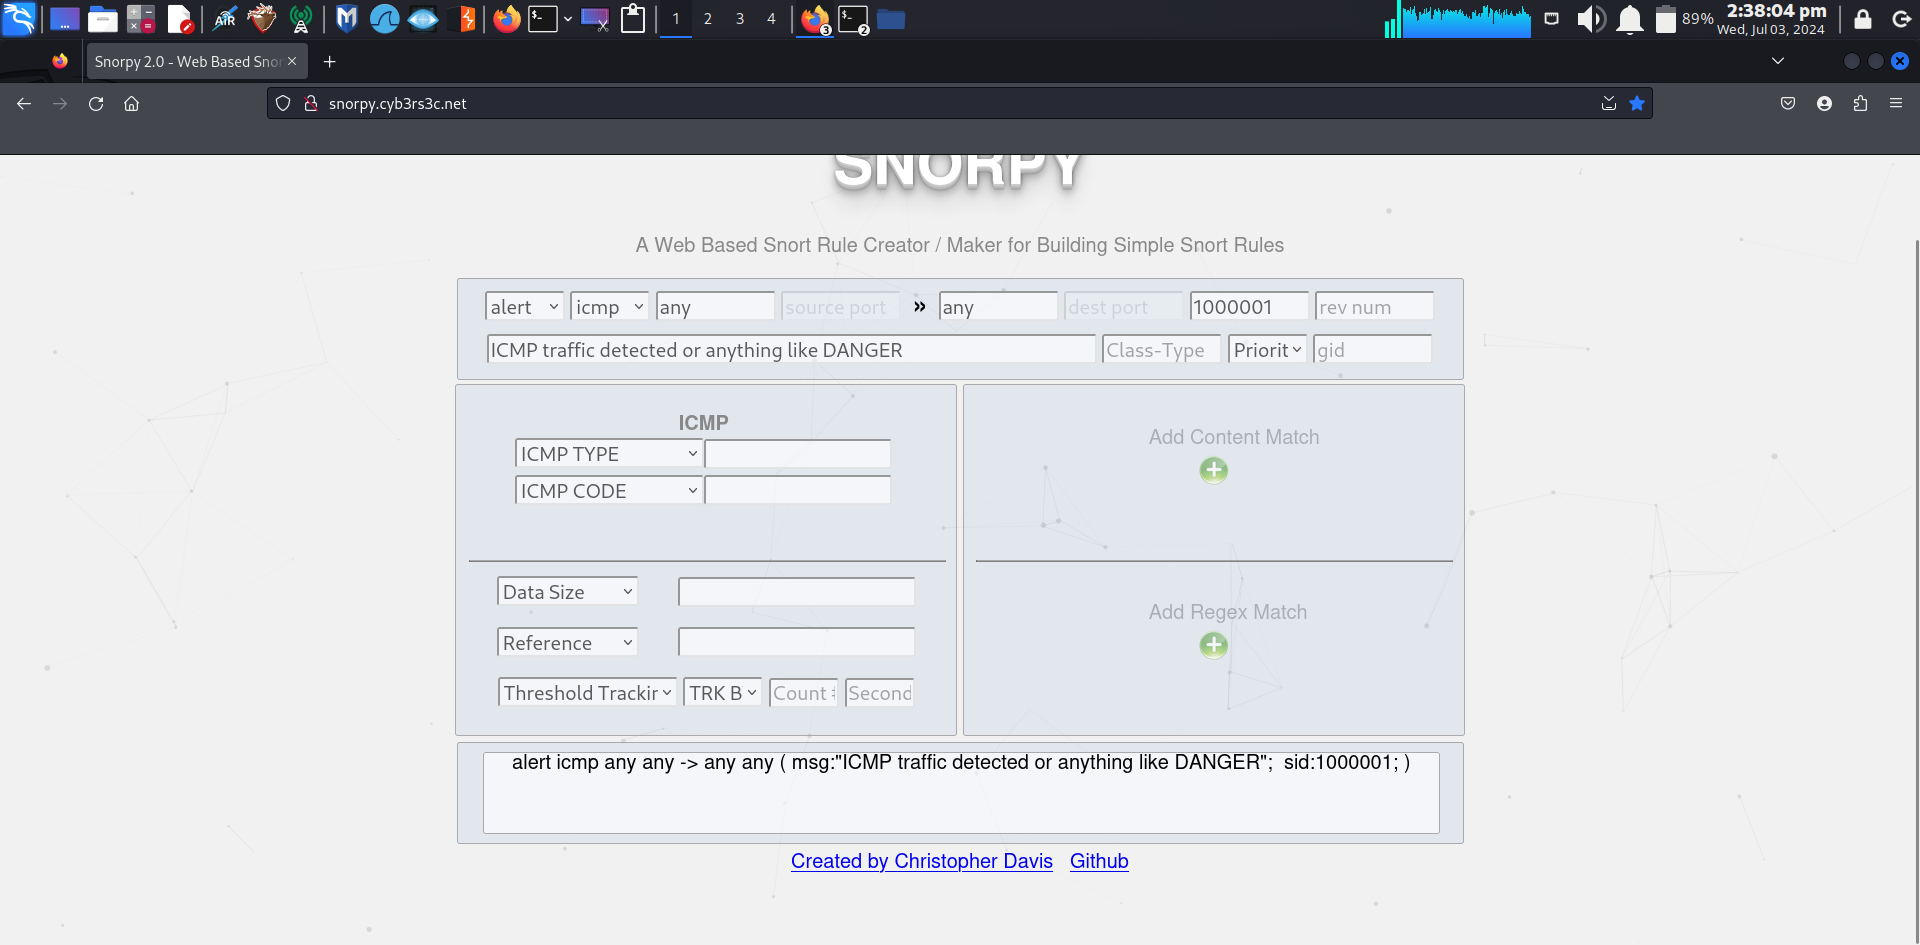 1 2 3 4
3
2
89%
2:38:04 pm
Wed, Jul 03, 2024
Snorpy 2.0 - Web Based Snor
snorpy.cyb3rs3c.net
SNORPY
A Web Based Snort Rule Creator / Maker for Building Simple Snort Rules
alert icmp any source port » any dest port 1000001 rev num
ICMP traffic detected or anything like DANGER Class-Type Priorit gid
ICMP
ICMP TYPE
ICMP CODE
Add Content Match
Data Size
Reference
Threshold Trackir TRK B Count Second
Add Regex Match
alert icmp any any -> any any ( msg:"ICMP traffic detected or anything like DANGER"; sid:1000001; )
Created by Christopher Davis Github